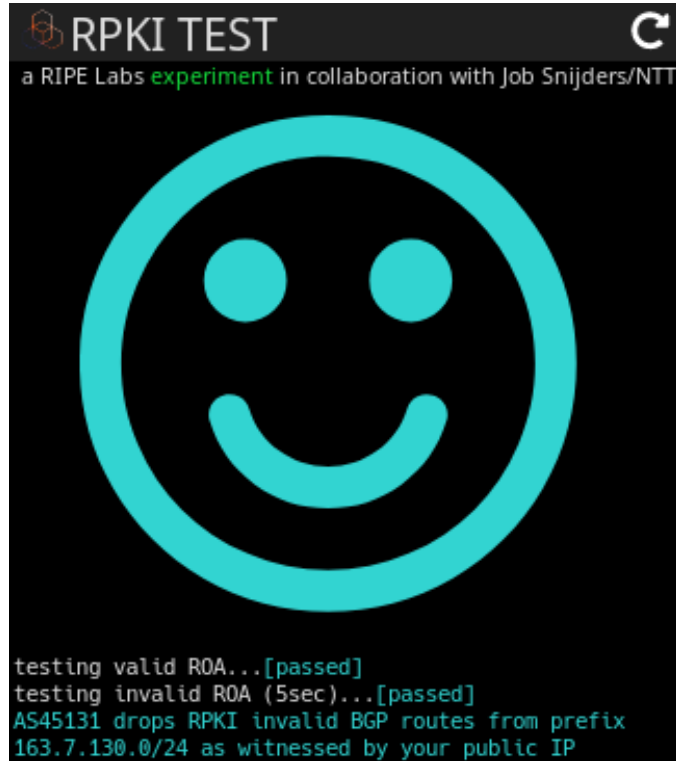 RPKI TEST
a RIPE Labs experiment in collaboration with Job Snijders/NTT
testing valid ROA...[passed]
testing invalid ROA (5sec)...[passed]
AS45131 drops RPKI invalid BGP routes from prefix
163.7.130.0/24 as witnessed by your public IP